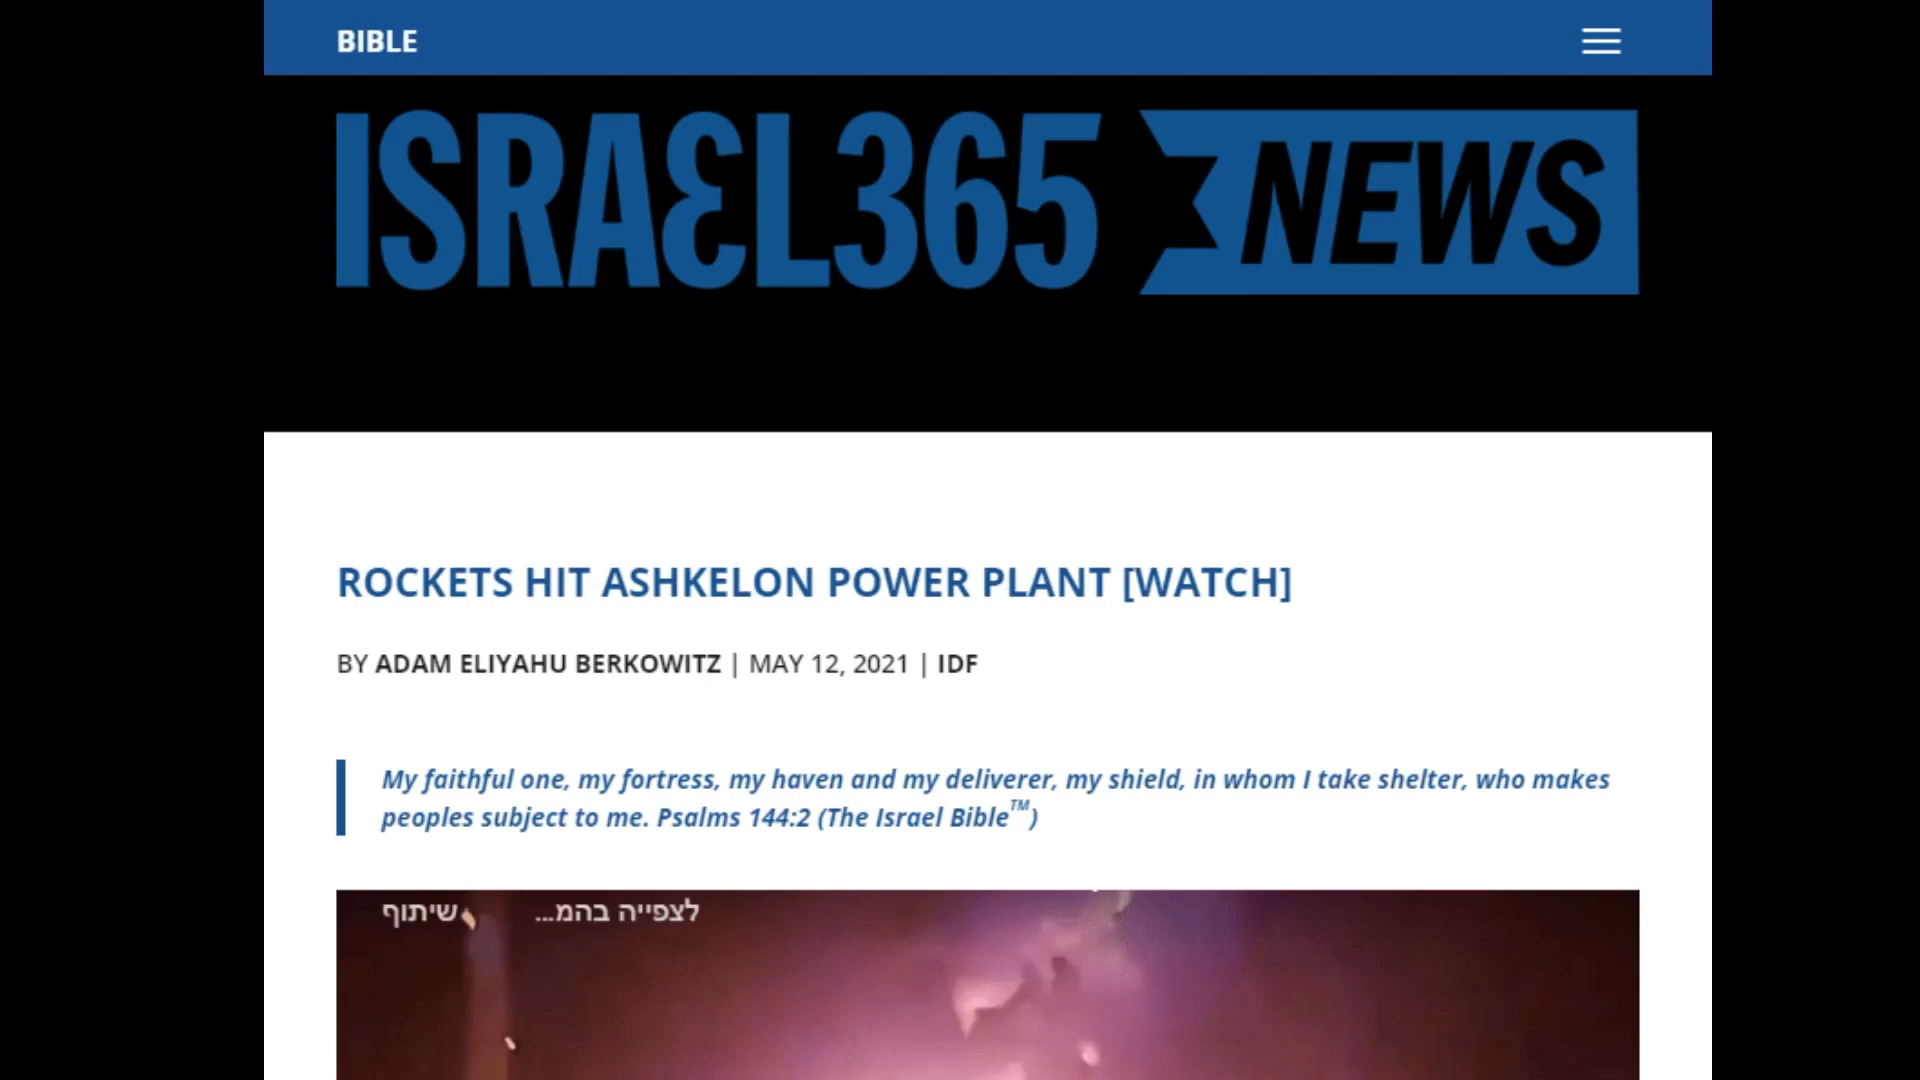 BIBLE
ISRAEL365 NEWS
ROCKETS HIT ASHKELON POWER PLANT [WATCH]
BY ADAM ELIYAHU BERKOWITZ | MAY 12, 2021 | IDF
My faithful one, my fortress, my haven and my deliverer, my shield, in whom I take shelter, who makes
peoples subject to me. Psalms 144:2 (The Israel Bible™)
לצפייה בהמ... שיתוף